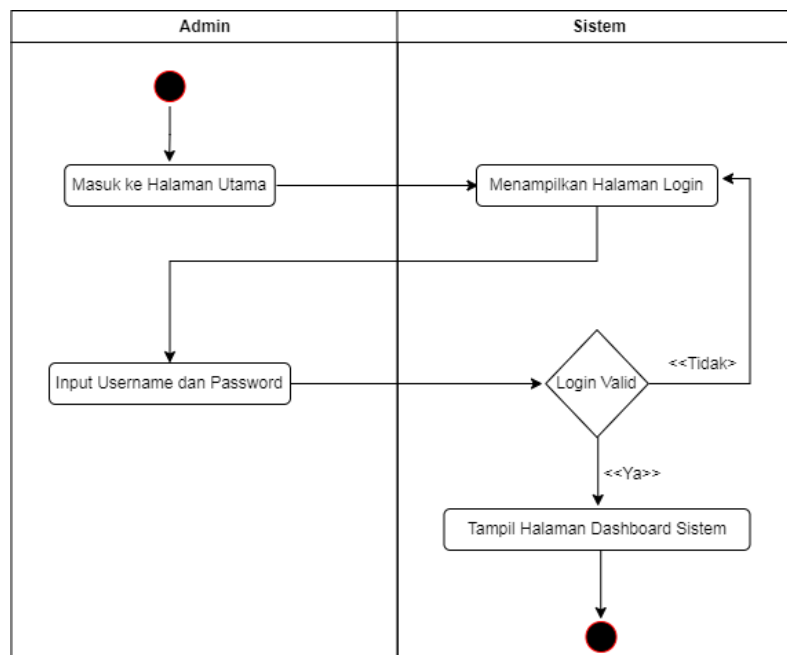 Admin
Sistem
Masuk ke Halaman Utama
Menampilkan Halaman Login
Input Username dan Password
Login Valid
<<Tidak>
<<Ya>>
Tampil Halaman Dashboard Sistem